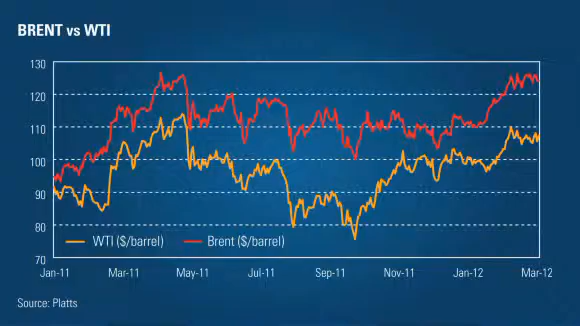 BRENT vs WTI
130
120
110
100
90
80
70
WTI ($/barrel) Brent ($/barrel)
Jan-11 Mar-11 May-11 Jul-11 Sep-11 Nov-11 Jan-12 Mar-12
Source: Platts